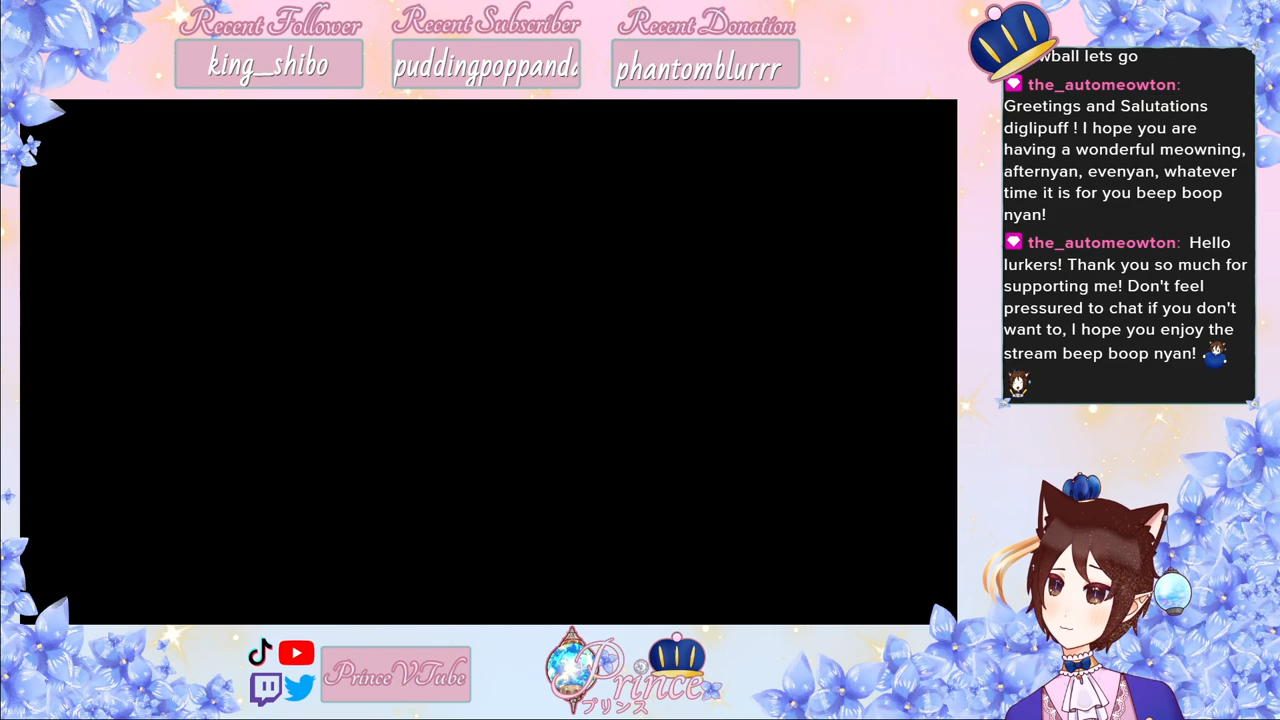 Recent Follower
Recent Subscriber
Recent Donation
king_shibo
puddingpoppand
phantomblurrr
wball lets go
the_automeowton:
Greetings and Salutations
diglipuff ! I hope you are
having a wonderful meowning,
afternyan, evenyan, whatever
time it is for you beep boop
nyan!
the_automeowton: Hello
lurkers! Thank you so much for
supporting me! Don't feel
pressured to chat if you don't
want to, I hope you enjoy the
stream beep boop nyan!
Prince VTube
Prince
プリンス